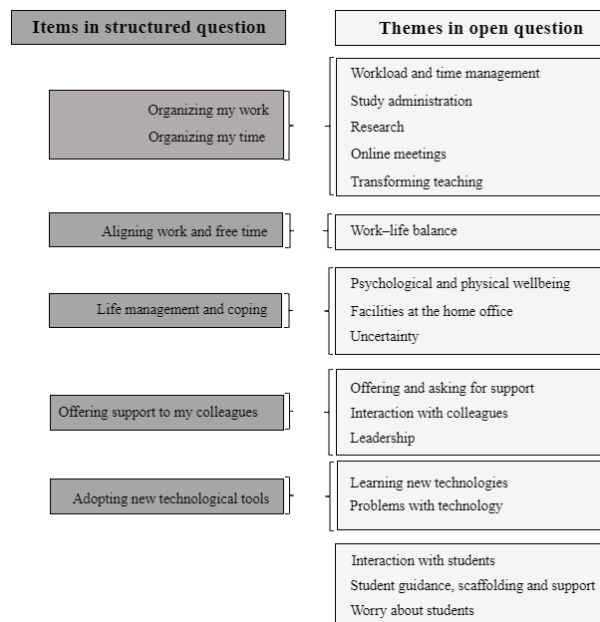 Items in structured question
Themes in open question
Organizing my work
Organizing my time
Workload and time management
Study administration
Research
Online meetings
Transforming teaching
Aligning work and free time
Work–life balance
Life management and coping
Psychological and physical wellbeing
Facilities at the home office
Uncertainty
Offering support to my colleagues
Offering and asking for support
Interaction with colleagues
Leadership
Adopting new technological tools
Learning new technologies
Problems with technology
Interaction with students
Student guidance, scaffolding and support
Worry about students